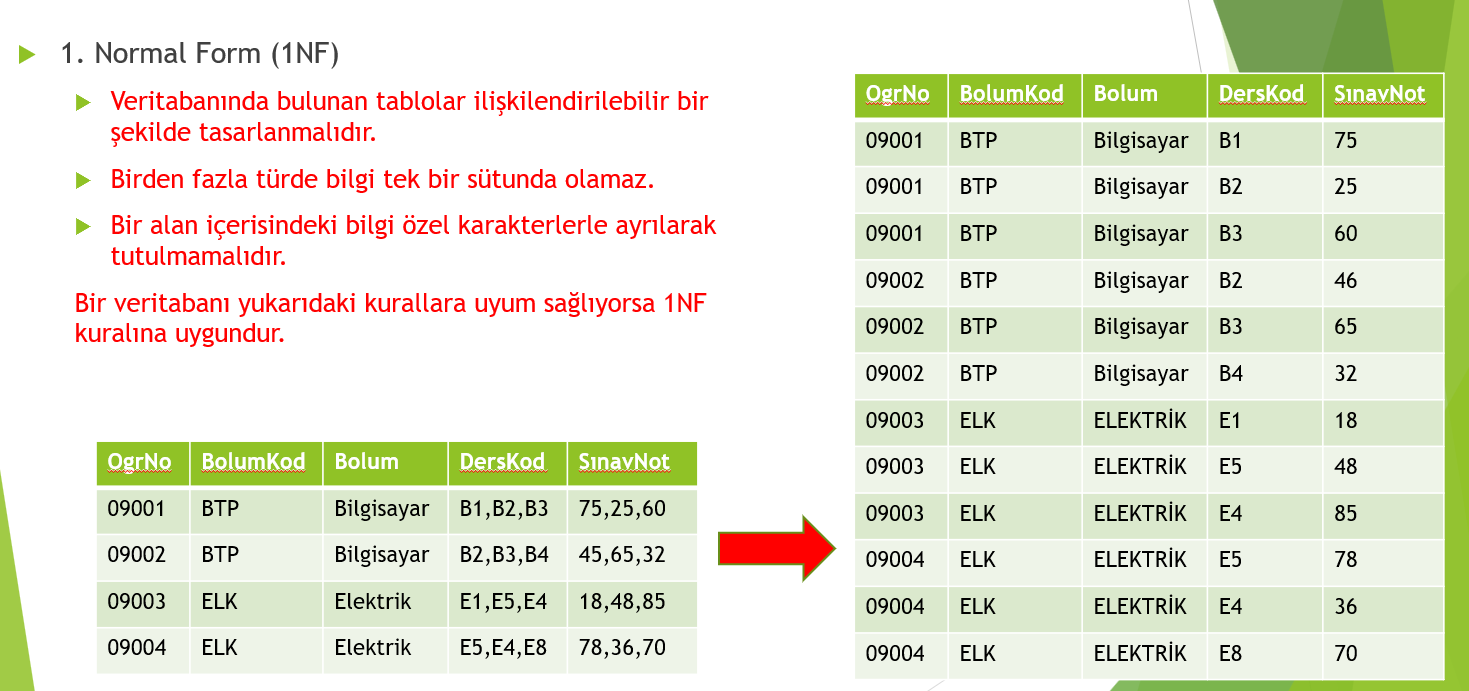 1. Normal Form (1NF)
Veritabanında bulunan tablolar ilişkilendirilebilir bir
şekilde tasarlanmalıdır.
Birden fazla türde bilgi tek bir sütunda olamaz.
Bir alan içerisindeki bilgi özel karakterlerle ayrılarak
tutulmamalıdır.
Bir veritabanı yukarıdaki kurallara uyum sağlıyorsa 1NF
kuralına uygundur.
OgrNo BolumKod Bolum DersKod SınavNot
09001 BTP Bilgisayar B1,B2,B3 75,25,60
09002 BTP Bilgisayar B2,B3,B4 45,65,32
09003 ELK Elektrik E1,E5,E4 18,48,85
09004 ELK Elektrik E5,E4,E8 78,36,70
OgrNo BolumKod Bolum DersKod SınavNot
09001 BTP Bilgisayar B1 75
09001 BTP Bilgisayar B2 25
09001 BTP Bilgisayar B3 60
09002 BTP Bilgisayar B2 46
09002 BTP Bilgisayar B3 65
09002 BTP Bilgisayar B4 32
09003 ELK ELEKTRİK E1 18
09003 ELK ELEKTRİK E5 48
09003 ELK ELEKTRİK E4 85
09004 ELK ELEKTRİK E5 78
09004 ELK ELEKTRİK E4 36
09004 ELK ELEKTRİK E8 70